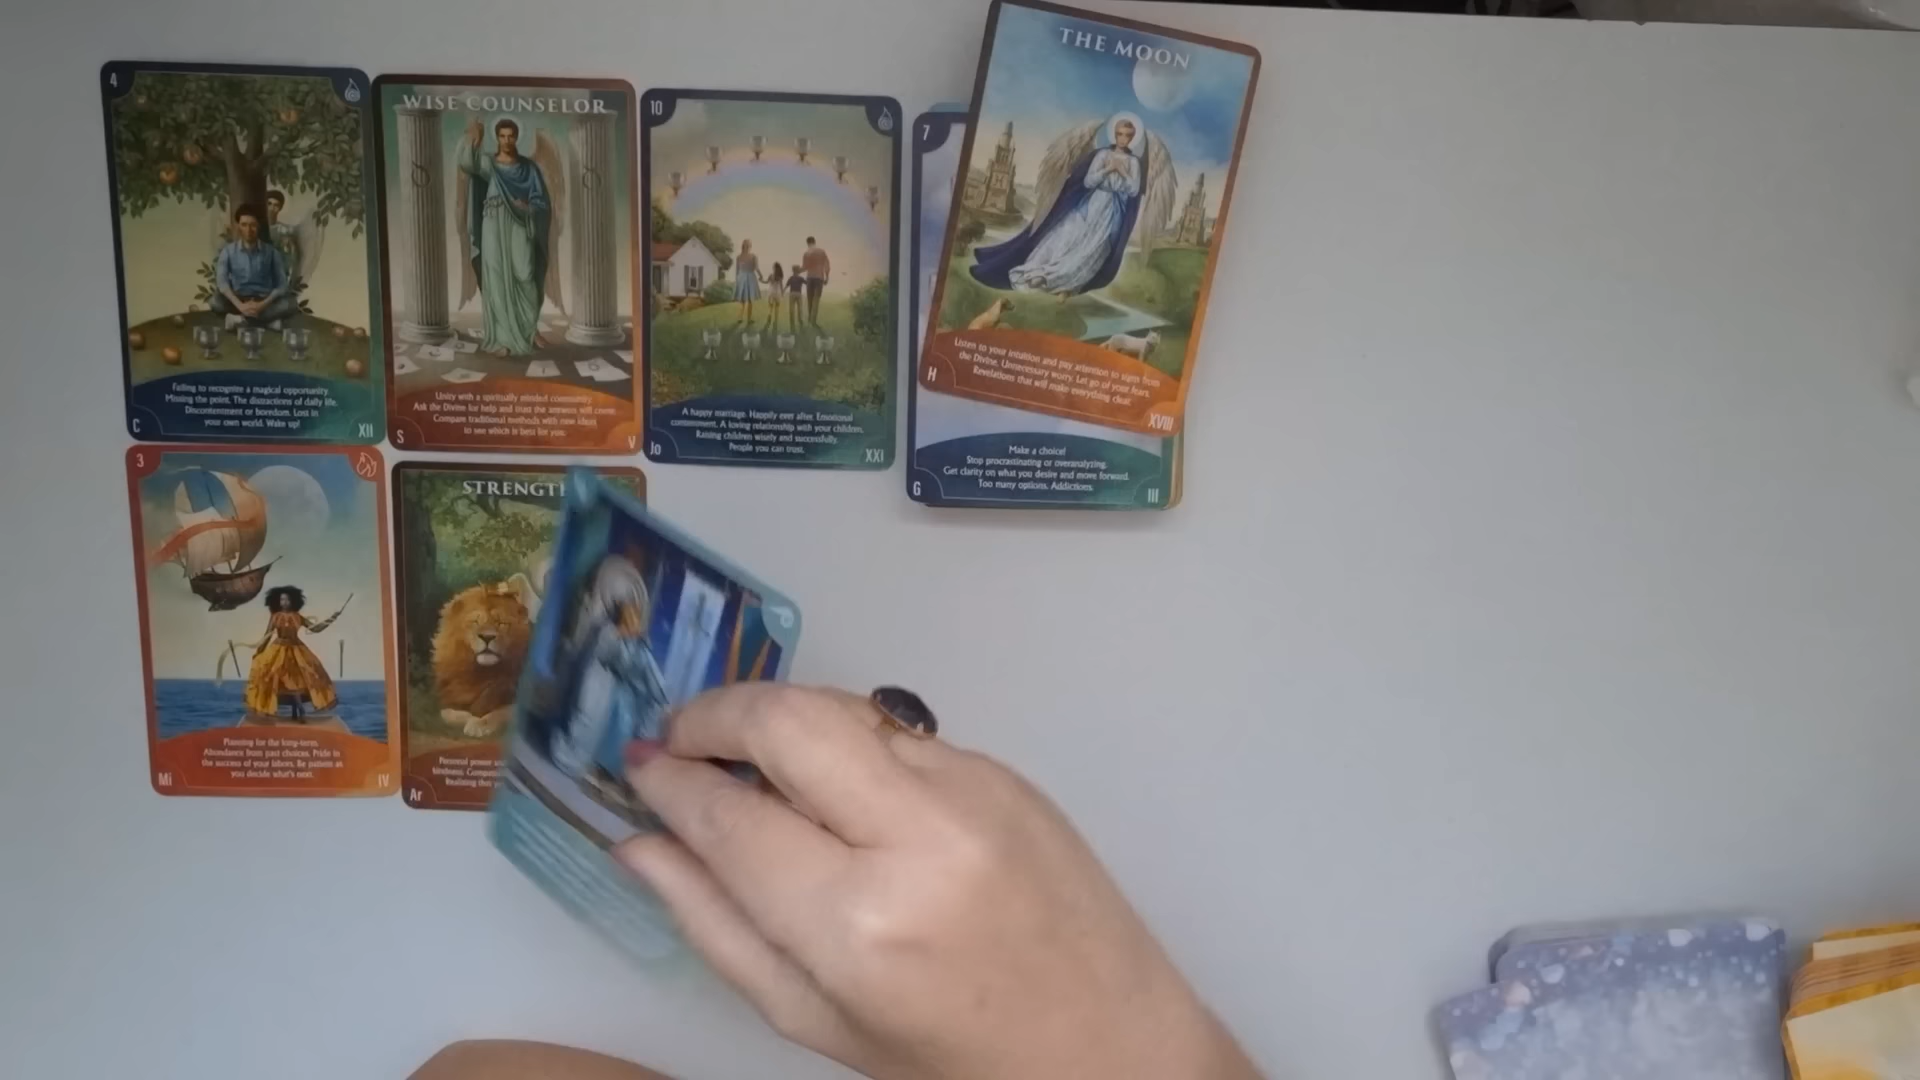 4
Failing to recognize a magical opportunity.
Missing the point. The distractions of daily life.
Discontentment or boredom. Lost in
your own world. Wake up!
C
XII
WISE COUNSELOR
Unity with a spiritually minded community.
Ask the Divine for help and trust the answers will come.
Compare traditional methods with new ideas
to see which is best for you.
S
V
10
A happy marriage. Happily ever after. Emotional
contentment. A loving relationship with your children.
Raising children wisely and successfully.
People you can trust.
Jo
XXI
THE MOON
Listen to your intuition and pay attention to signs from
the Divine. Unnecessary worry. Let go of your fears.
Revelations that will make everything clear.
H
XVIII
7
Make a choice!
Stop procrastinating or overanalyzing.
Get clarity on what you desire and move forward.
Too many options. Addictions.
G
III
3
Planning for the long-term.
Abundance from past choices. Pride in
the success of your labors. Be patient as
you decide what's next.
Mi
IV
STRENGT
Personal power
Kindness. Compas
Realizing that
Ar